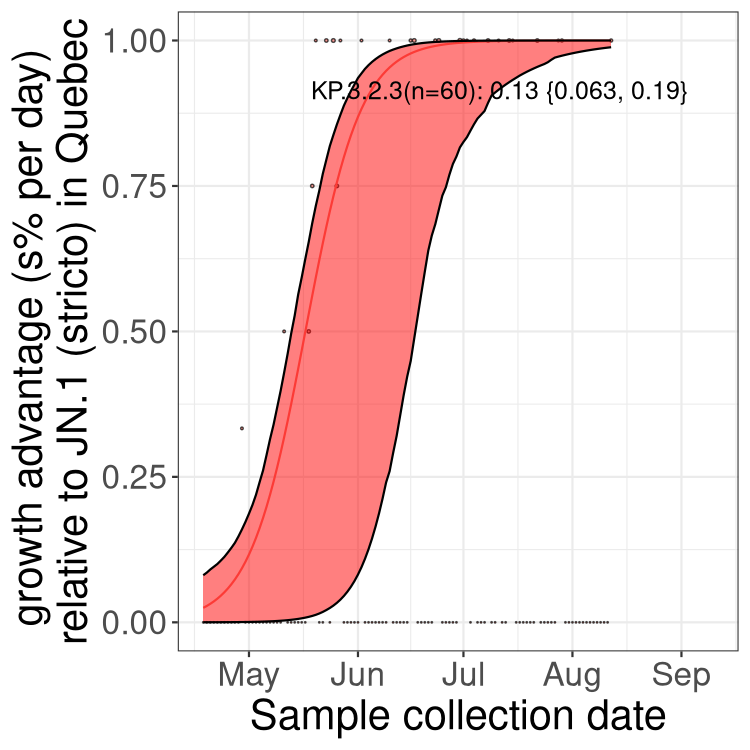 growth advantage (s% per day)
relative to JN.1 (stricto) in Quebec
1.00
0.75
0.50
0.25
0.00
KP.3.2.3(n=60): 0.13 {0.063, 0.19}
May Jun Jul Aug Sep
Sample collection date